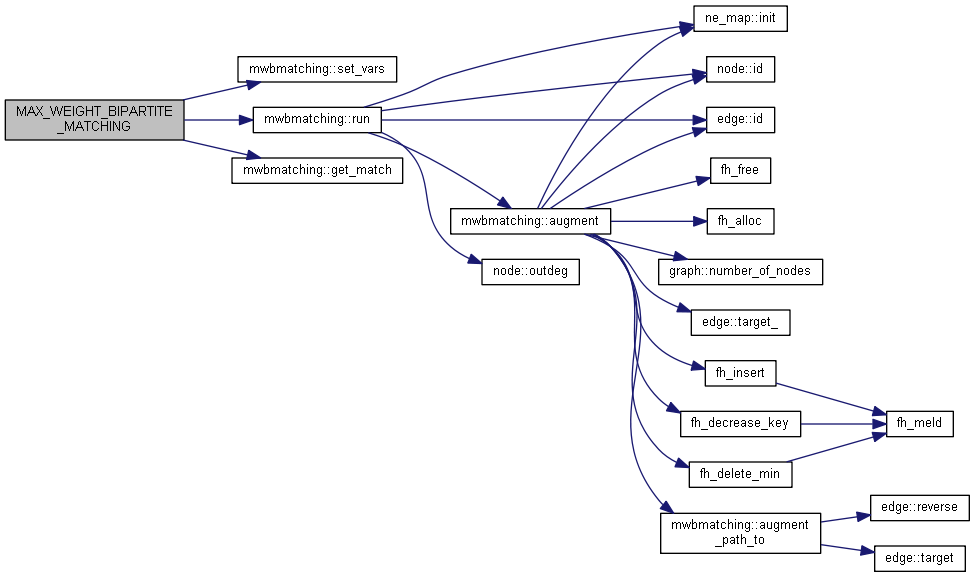 MAX_WEIGHT_BIPARTITE
_MATCHING
mwbmatching::set_vars
mwbmatching::run
mwbmatching::get_match
mwbmatching::augment
node::outdeg
ne_map::init
node::id
edge::id
fh_free
fh_alloc
graph::number_of_nodes
edge::target_
fh_insert
fh_decrease_key
fh_delete_min
mwbmatching::augment
_path_to
fh_meld
edge::reverse
edge::target